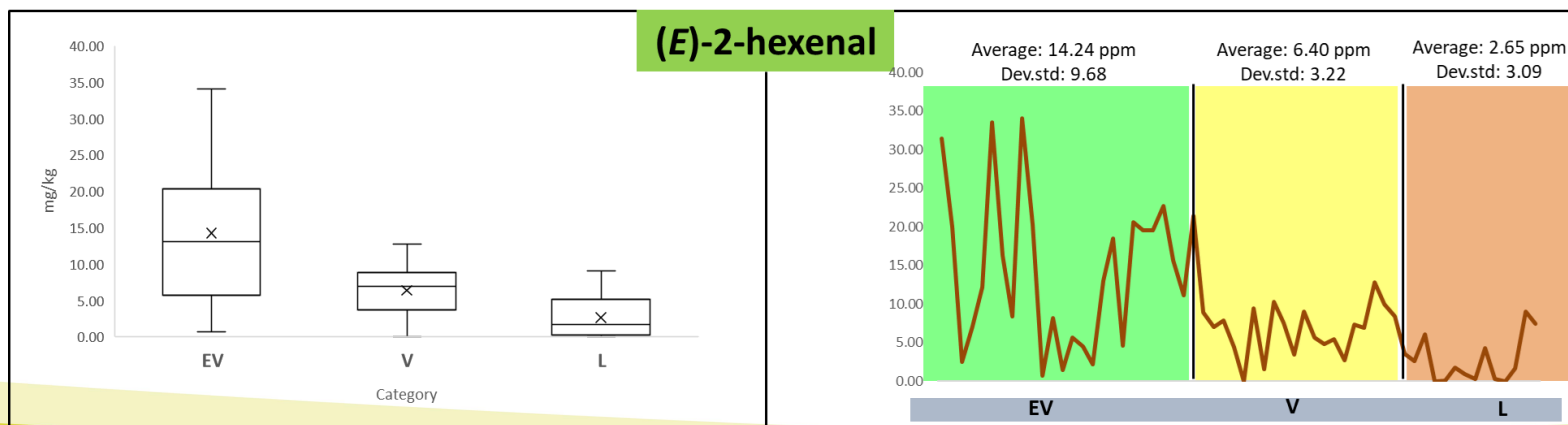 (E)-2-hexenal
40.00
35.00
30.00
25.00
20.00
15.00
10.00
5.00
0.00
mg/kg
EV
V
L
Category
Average: 14.24 ppm
Dev.std: 9.68
Average: 6.40 ppm
Dev.std: 3.22
Average: 2.65 ppm
Dev.std: 3.09
40.00
35.00
30.00
25.00
20.00
15.00
10.00
5.00
0.00
EV
V
L